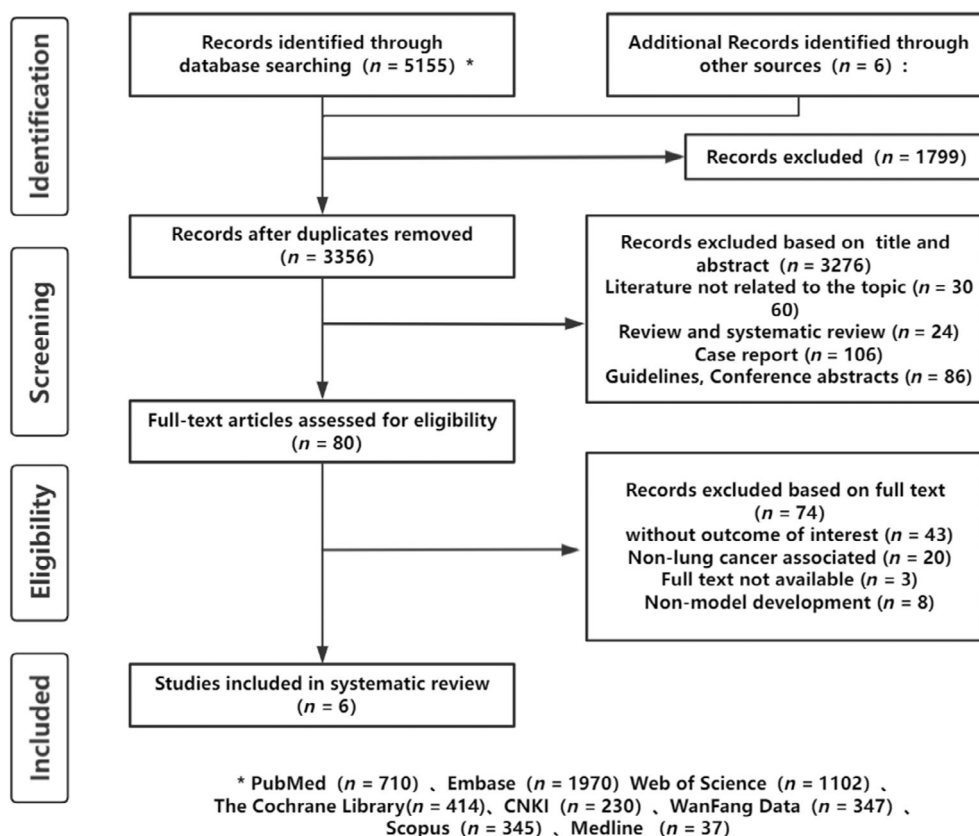 Identification
Records identified through
database searching (n = 5155) *
Additional Records identified through
other sources (n = 6) :
Records excluded (n = 1799)
Records after duplicates removed
(n = 3356)
Screening
Records excluded based on title and
abstract (n = 3276)
Literature not related to the topic (n = 30
60)
Review and systematic review (n = 24)
Case report (n = 106)
Guidelines, Conference abstracts (n = 86)
Full-text articles assessed for eligibility
(n = 80)
Eligibility
Records excluded based on full text
(n = 74)
without outcome of interest (n = 43)
Non-lung cancer associated (n = 20)
Full text not available (n = 3)
Non-model development (n = 8)
Included
Studies included in systematic review
(n = 6)
* PubMed (n = 710) 、Embase (n = 1970) Web of Science (n = 1102) 、
The Cochrane Library(n = 414)、CNKI (n = 230) 、WanFang Data (n = 347) 、
Scopus (n = 345) 、Medline (n = 37)